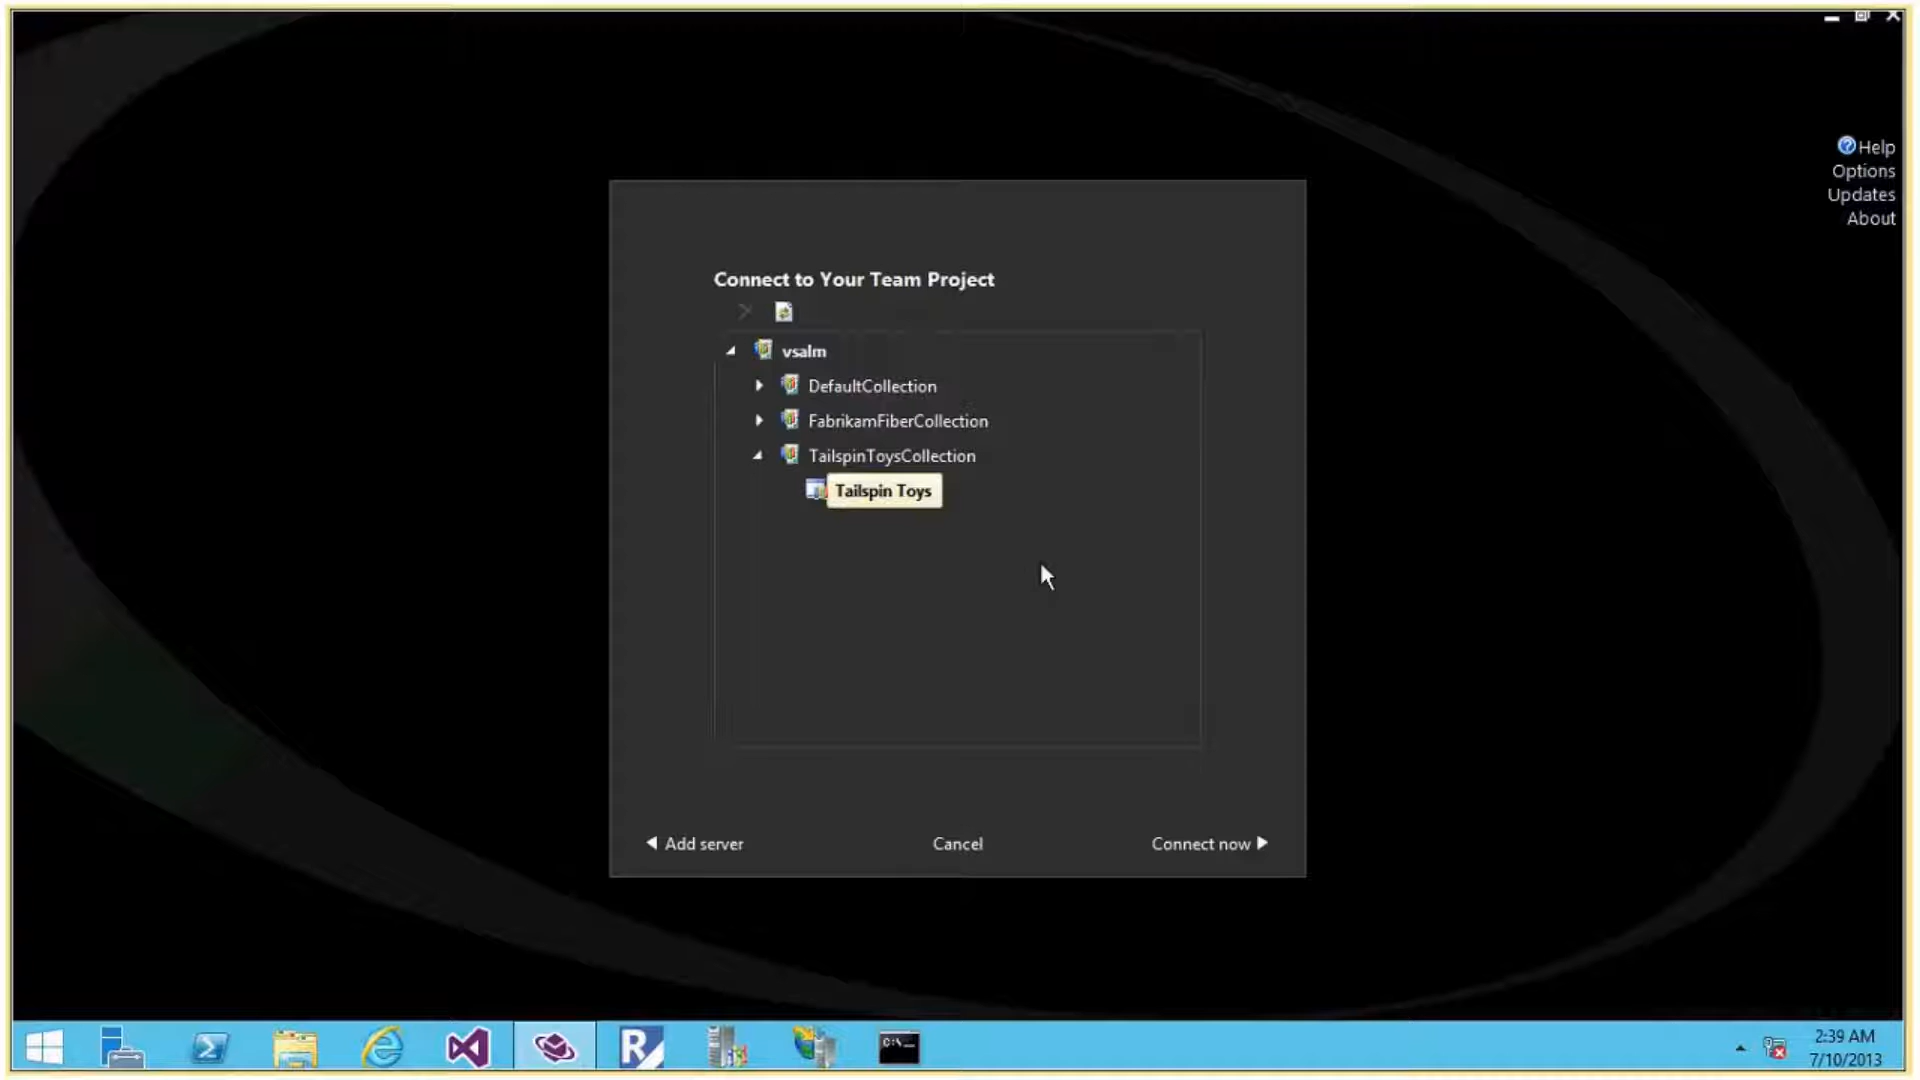 Help
Options
Updates
About
Connect to Your Team Project
vsalm
DefaultCollection
FabrikamFiberCollection
TailspinToysCollection
Tailspin Toys
Add server
Cancel
Connect now
R
C:\_
2:39 AM
7/10/2013